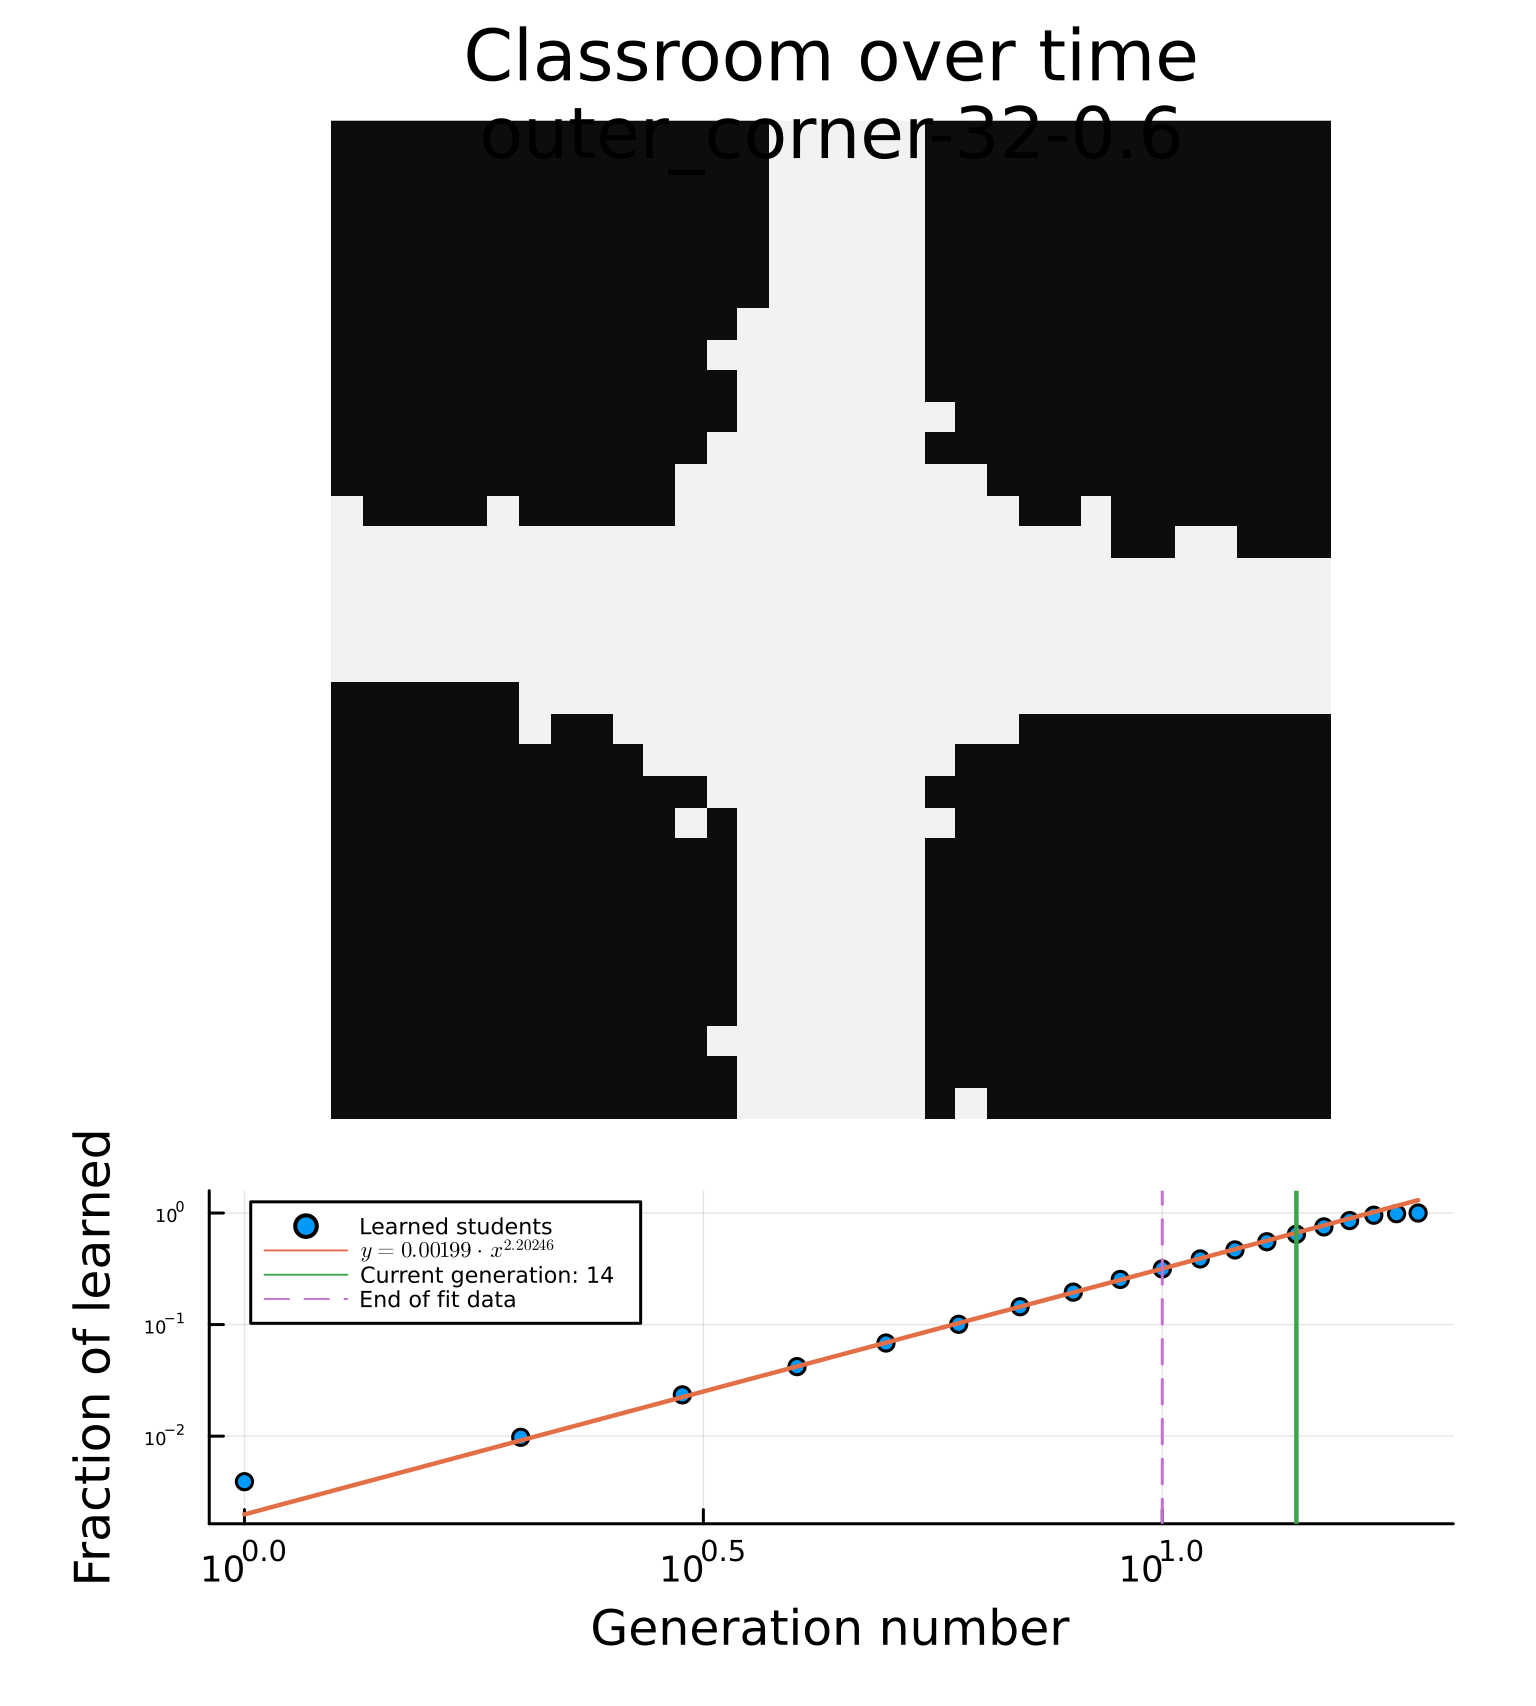 Classroom over time
outer_corner-32-0.6
Fraction of learned
10⁰
10⁻¹
10⁻²
Learned students
y = 0.00199 · x^2.20246
Current generation: 14
End of fit data
10^0.0
10^0.5
10^1.0
Generation number